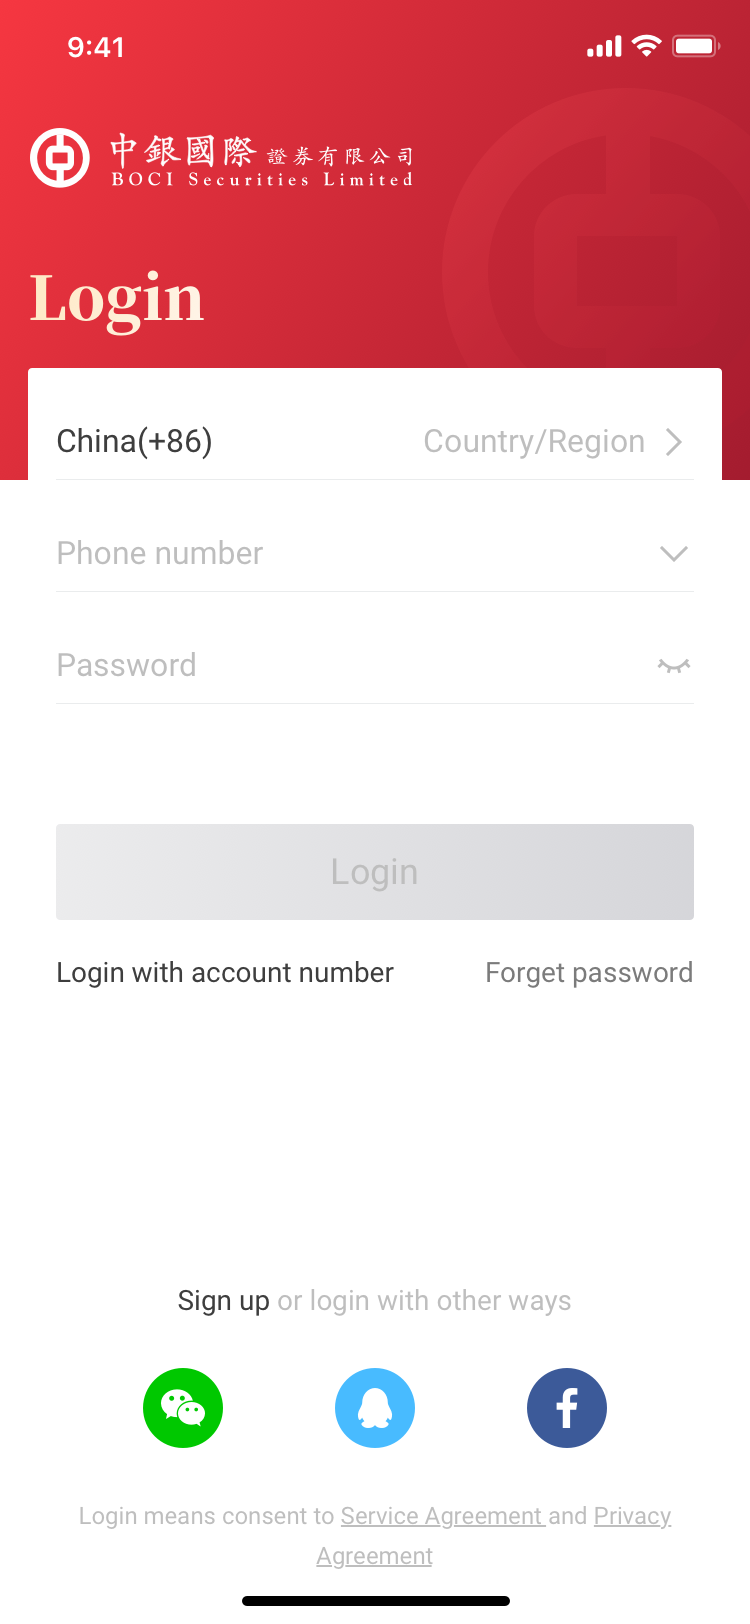 9:41
中銀國際 證券有限公司
BOCI Securities Limited
Login
China(+86) Country/Region
Phone number
Password
Login
Login with account number Forget password
Sign up or login with other ways
Login means consent to Service Agreement and Privacy
Agreement